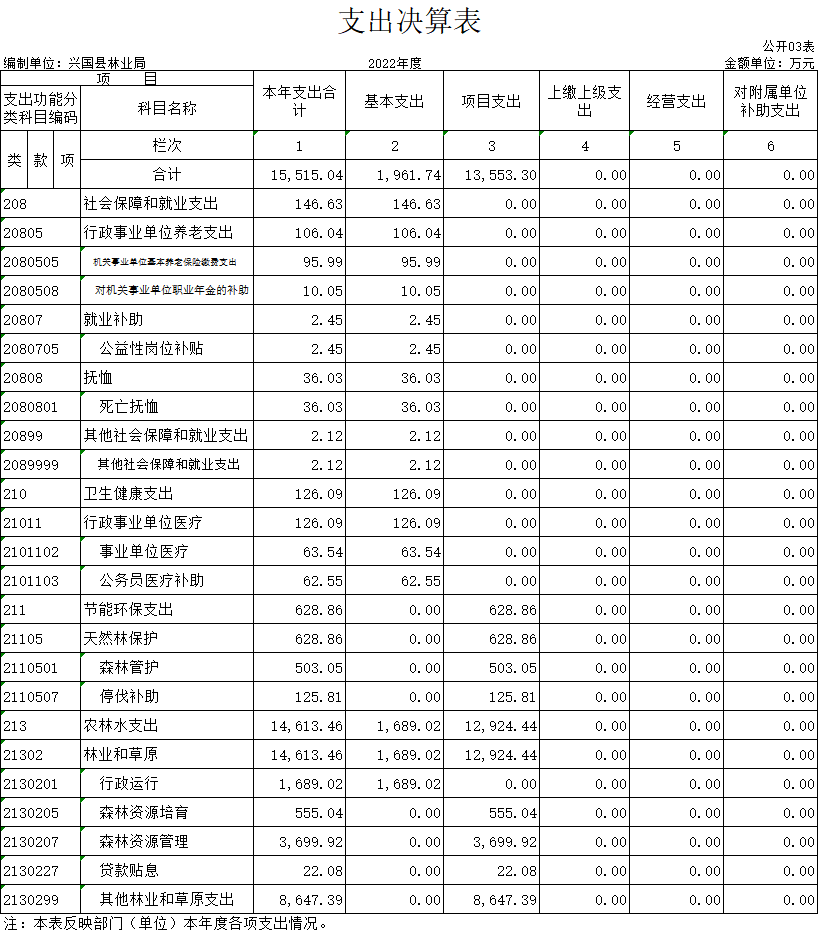 支出决算表
公开03表
编制单位：兴国县林业局 2022年度 金额单位：万元
项 目 本年支出合计 基本支出 项目支出 上缴上级支出 经营支出 对附属单位补助支出
支出功能分类科目编码 科目名称
类 款 项 栏次 1 2 3 4 5 6
合计 15,515.04 1,961.74 13,553.30 0.00 0.00 0.00
208 社会保障和就业支出 146.63 146.63 0.00 0.00 0.00 0.00
20805 行政事业单位养老支出 106.04 106.04 0.00 0.00 0.00 0.00
2080505 机关事业单位基本养老保险缴费支出 95.99 95.99 0.00 0.00 0.00 0.00
2080508 对机关事业单位职业年金的补助 10.05 10.05 0.00 0.00 0.00 0.00
20807 就业补助 2.45 2.45 0.00 0.00 0.00 0.00
2080705 公益性岗位补贴 2.45 2.45 0.00 0.00 0.00 0.00
20808 抚恤 36.03 36.03 0.00 0.00 0.00 0.00
2080801 死亡抚恤 36.03 36.03 0.00 0.00 0.00 0.00
20899 其他社会保障和就业支出 2.12 2.12 0.00 0.00 0.00 0.00
2089999 其他社会保障和就业支出 2.12 2.12 0.00 0.00 0.00 0.00
210 卫生健康支出 126.09 126.09 0.00 0.00 0.00 0.00
21011 行政事业单位医疗 126.09 126.09 0.00 0.00 0.00 0.00
2101102 事业单位医疗 63.54 63.54 0.00 0.00 0.00 0.00
2101103 公务员医疗补助 62.55 62.55 0.00 0.00 0.00 0.00
211 节能环保支出 628.86 0.00 628.86 0.00 0.00 0.00
21105 天然林保护 628.86 0.00 628.86 0.00 0.00 0.00
2110501 森林管护 503.05 0.00 503.05 0.00 0.00 0.00
2110507 停伐补助 125.81 0.00 125.81 0.00 0.00 0.00
213 农林水支出 14,613.46 1,689.02 12,924.44 0.00 0.00 0.00
21302 林业和草原 14,613.46 1,689.02 12,924.44 0.00 0.00 0.00
2130201 行政运行 1,689.02 1,689.02 0.00 0.00 0.00 0.00
2130205 森林资源培育 555.04 0.00 555.04 0.00 0.00 0.00
2130207 森林资源管理 3,699.92 0.00 3,699.92 0.00 0.00 0.00
2130227 贷款贴息 22.08 0.00 22.08 0.00 0.00 0.00
2130299 其他林业和草原支出 8,647.39 0.00 8,647.39 0.00 0.00 0.00
注：本表反映部门（单位）本年度各项支出情况。